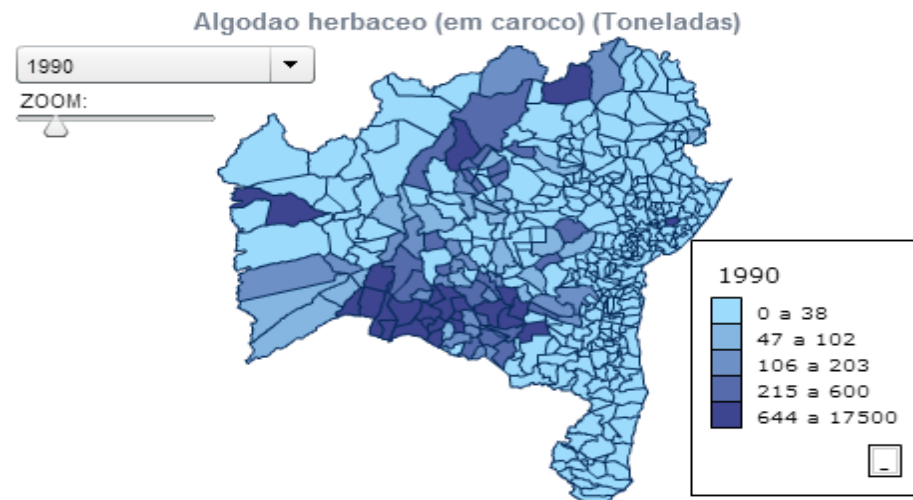 Algodao herbaceo (em caroco) (Toneladas)
1990
ZOOM:
1990
0 a 38
47 a 102
106 a 203
215 a 600
644 a 17500